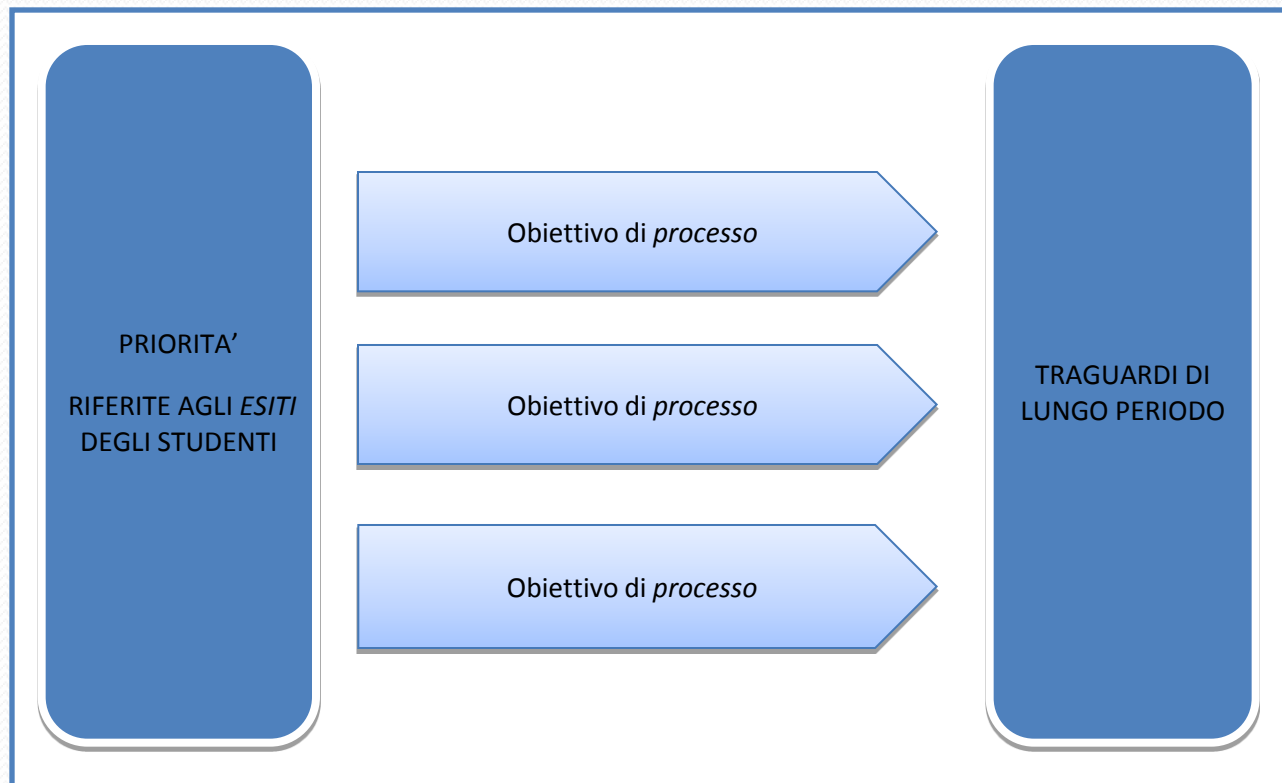 PRIORITA’
RIFERITE AGLI ESITI
DEGLI STUDENTI
Obiettivo di processo
Obiettivo di processo
Obiettivo di processo
TRAGUARDI DI
LUNGO PERIODO